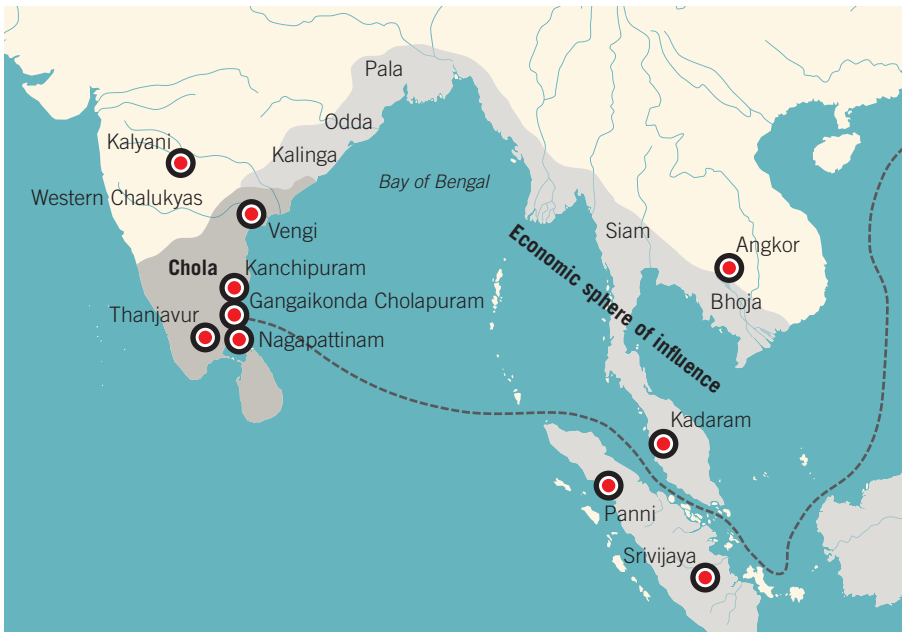 Pala
Odda
Kalyani
Kalinga
Bay of Bengal
Western Chalukyas
Vengi
Siam
Economic sphere of influence
Angkor
Chola
Kanchipuram
Bhoja
Gangaikonda Cholapuram
Thanjavur
Nagapattinam
Kadaram
Panni
Srivijaya